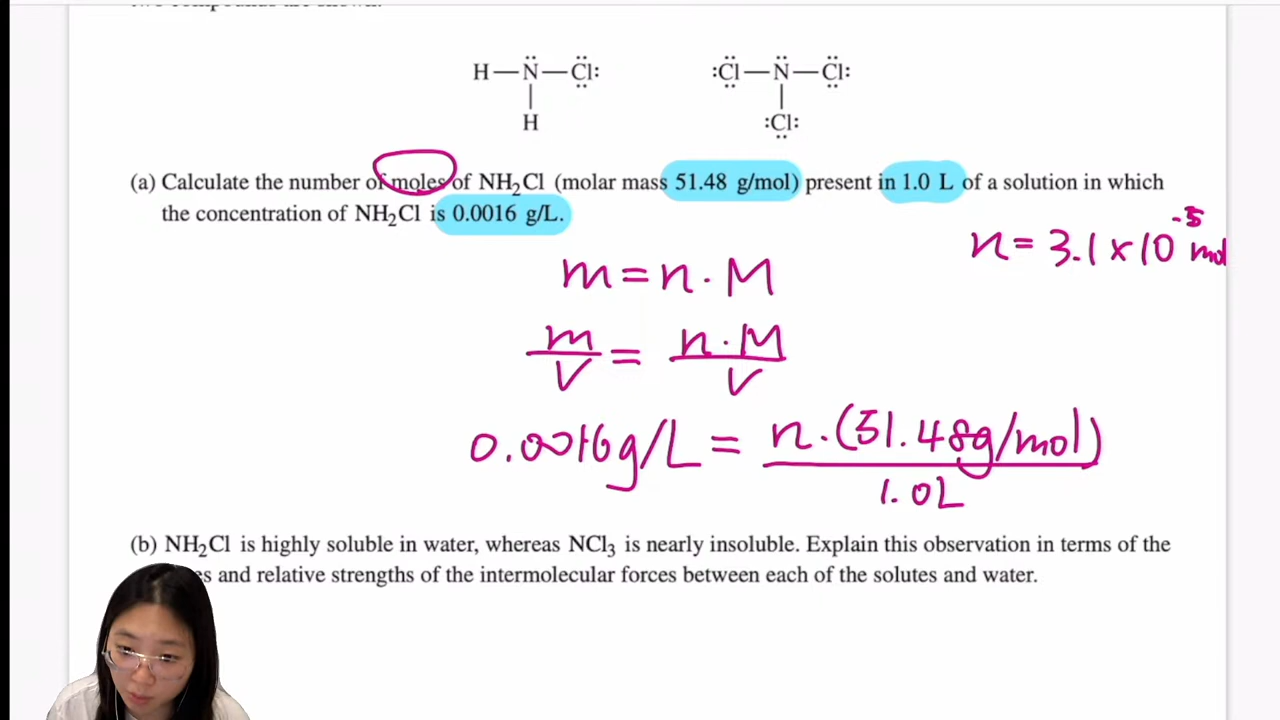 H—N—Cl:
|
H
:Cl—N—Cl:
|
:Cl:
(a) Calculate the number of moles of NH₂Cl (molar mass 51.48 g/mol) present in 1.0 L of a solution in which
the concentration of NH₂Cl is 0.0016 g/L.
n = 3.1 × 10⁻⁵ mol
m = n · M
m/V = n · M/V
0.0016g/L = n · (51.48g/mol)/1.0L
(b) NH₂Cl is highly soluble in water, whereas NCl₃ is nearly insoluble. Explain this observation in terms of the
and relative strengths of the intermolecular forces between each of the solutes and water.